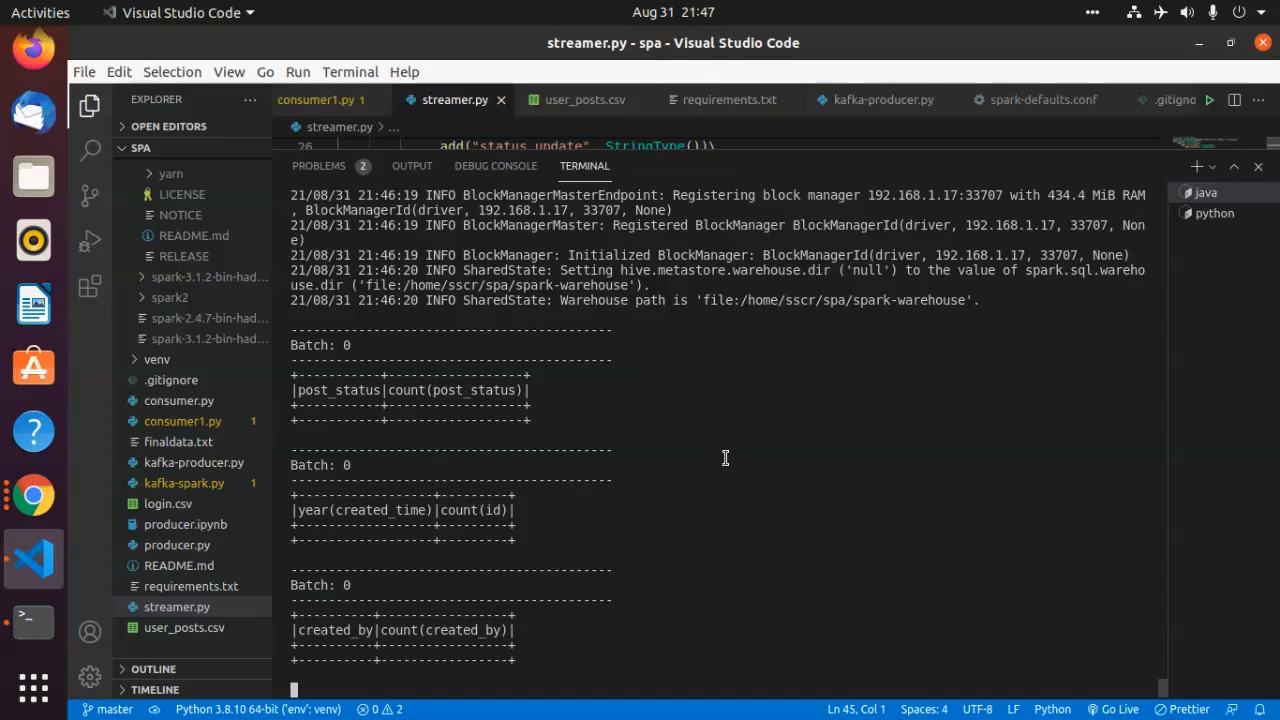 Activities
Visual Studio Code
Aug 31 21:47
streamer.py - spa - Visual Studio Code
File Edit Selection View Go Run Terminal Help
EXPLORER
consumer1.py 1
streamer.py
user_posts.csv
requirements.txt
kafka-producer.py
spark-defaults.conf
.gitigno
OPEN EDITORS
streamer.py > ...
SPA
26 add("status_update", StringType())\
yarn
LICENSE
NOTICE
README.md
RELEASE
spark-3.1.2-bin-had...
spark2
spark-2.4.7-bin-had...
spark-3.1.2-bin-had...
venv
.gitignore
consumer.py
consumer1.py 1
finaldata.txt
kafka-producer.py
kafka-spark.py 1
login.csv
producer.ipynb
producer.py
README.md
requirements.txt
streamer.py
user_posts.csv
OUTLINE
TIMELINE
PROBLEMS 2 OUTPUT DEBUG CONSOLE TERMINAL
java
python
21/08/31 21:46:19 INFO BlockManagerMasterEndpoint: Registering block manager 192.168.1.17:33707 with 434.4 MiB RAM
, BlockManagerId(driver, 192.168.1.17, 33707, None)
21/08/31 21:46:19 INFO BlockManagerMaster: Registered BlockManager BlockManagerId(driver, 192.168.1.17, 33707, Non
e)
21/08/31 21:46:19 INFO BlockManager: Initialized BlockManager: BlockManagerId(driver, 192.168.1.17, 33707, None)
21/08/31 21:46:20 INFO SharedState: Setting hive.metastore.warehouse.dir ('null') to the value of spark.sql.wareho
use.dir ('file:/home/sscr/spa/spark-warehouse').
21/08/31 21:46:20 INFO SharedState: Warehouse path is 'file:/home/sscr/spa/spark-warehouse'.
-------------------------------------------
Batch: 0
-------------------------------------------
+-----------+------------------+
|post_status|count(post_status)|
+-----------+------------------+
+-----------+------------------+
-------------------------------------------
Batch: 0
-------------------------------------------
+------------------+---------+
|year(created_time)|count(id)|
+------------------+---------+
+------------------+---------+
-------------------------------------------
Batch: 0
-------------------------------------------
+----------+-----------------+
|created_by|count(created_by)|
+----------+-----------------+
+----------+-----------------+
master
Python 3.8.10 64-bit ('env': venv)
0 2
Ln 45, Col 1
Spaces: 4
UTF-8
LF
Python
Go Live
Prettier